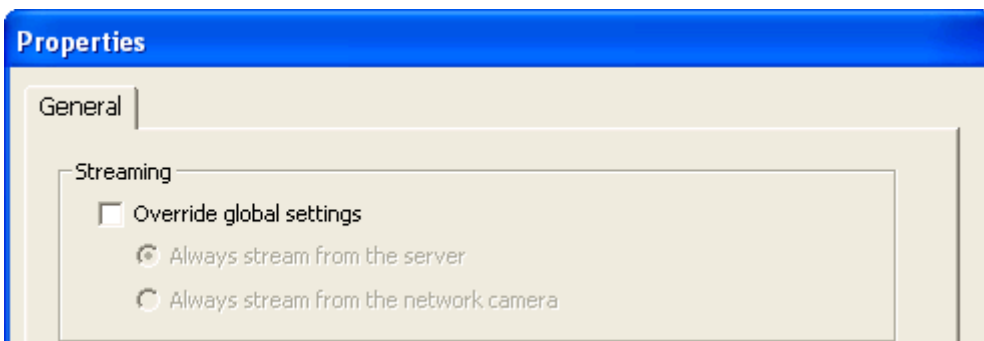 Properties
General
Streaming
Override global settings
Always stream from the server
Always stream from the network camera